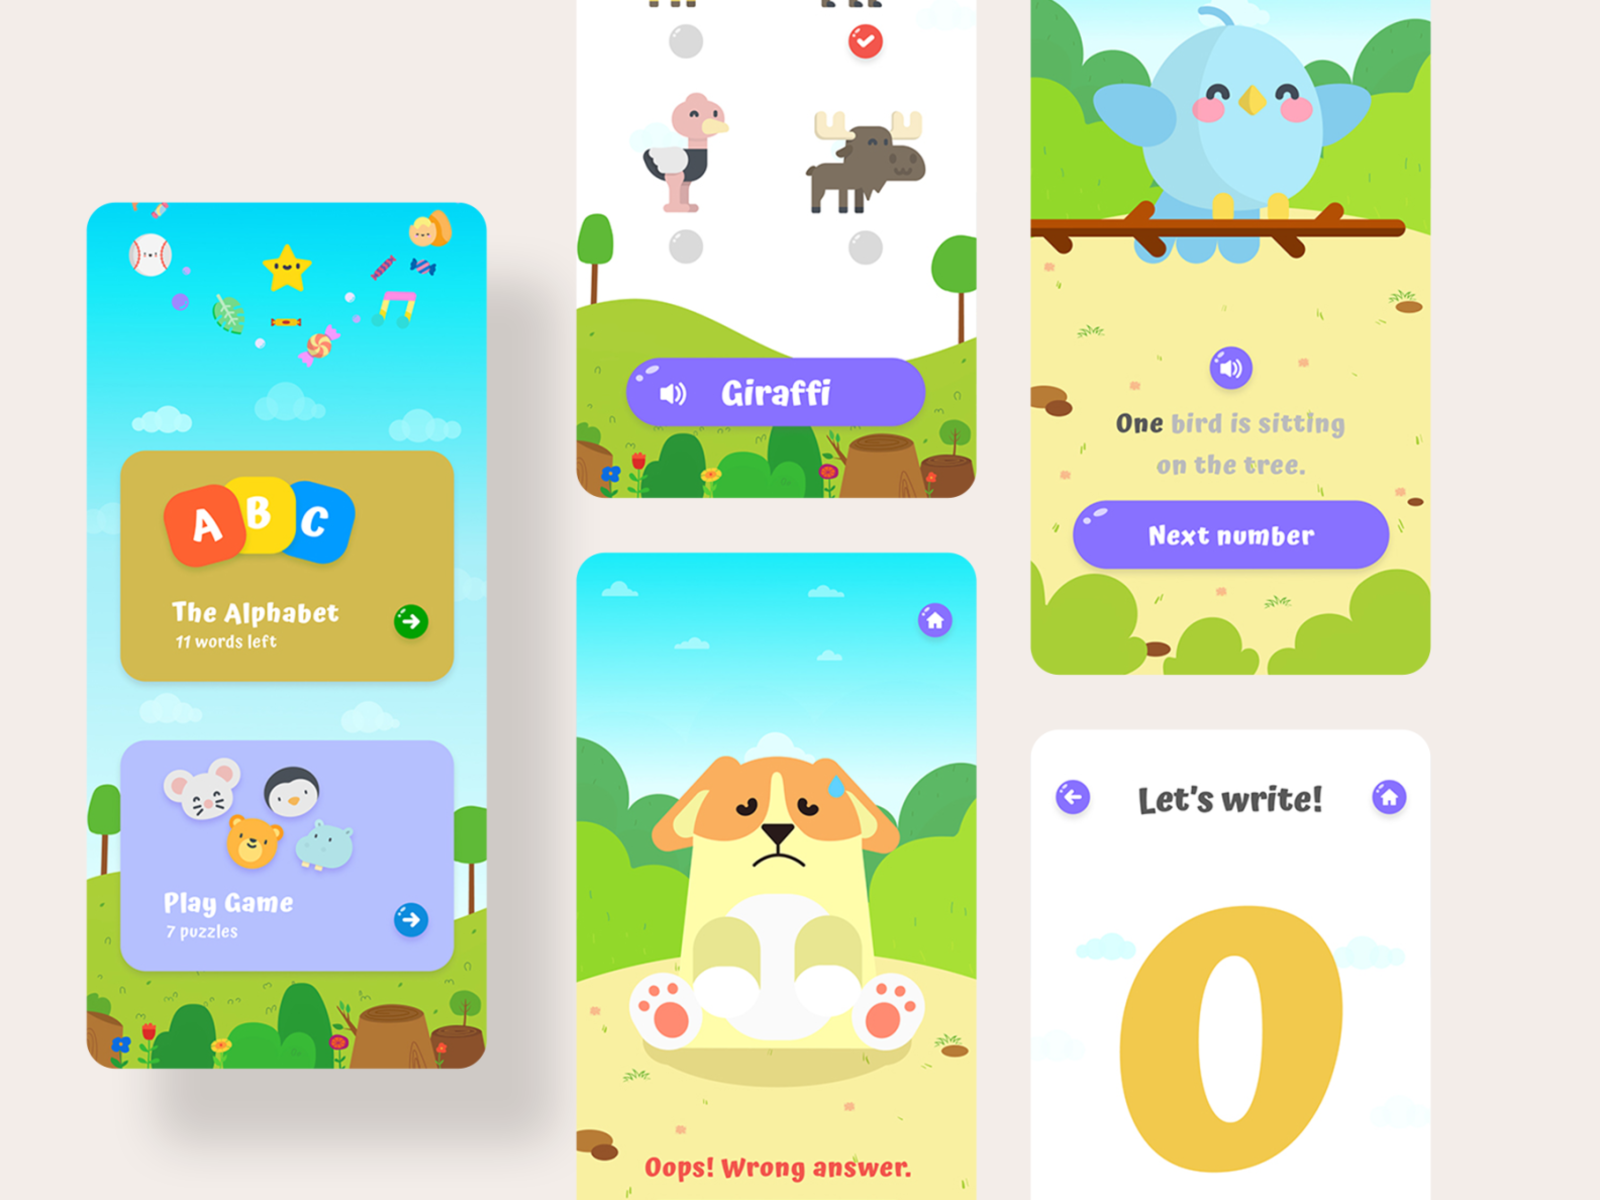 A B C
The Alphabet
11 words left
Play Game
7 puzzles
Giraffi
Oops! Wrong answer.
One bird is sitting
on the tree.
Next number
Let's write!
0